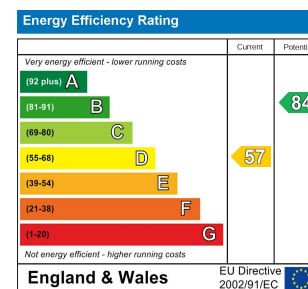 Energy Efficiency Rating
Current
Very energy efficient - lower running costs
(92 plus) A
(81-91) B
84
(69-80) C
(55-68) D
57
(39-54) E
(21-38) F
(1-20) G
Not energy efficient - higher running costs
England & Wales
EU Directive
2002/91/EC